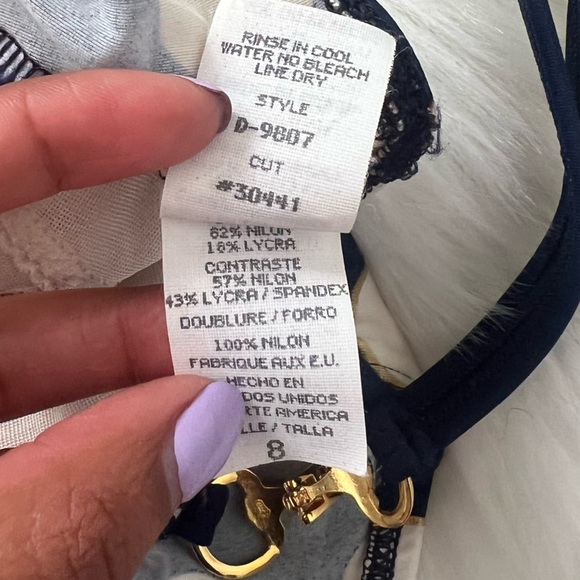 RINSE IN COOL
WATER NO BLEACH
LINE DRY
STYLE
D-9807
CUT
#30441
82% NILON
18% LYCRA
CONTRASTE
57% NILON
43% LYCRA / SPANDEX
DOUBLURE / FORRO
100% NILON
FABRIQUE AUX E.U.
HECHO EN
DOS UNIDOS
RTE AMERICA
LLE / TALLA
8